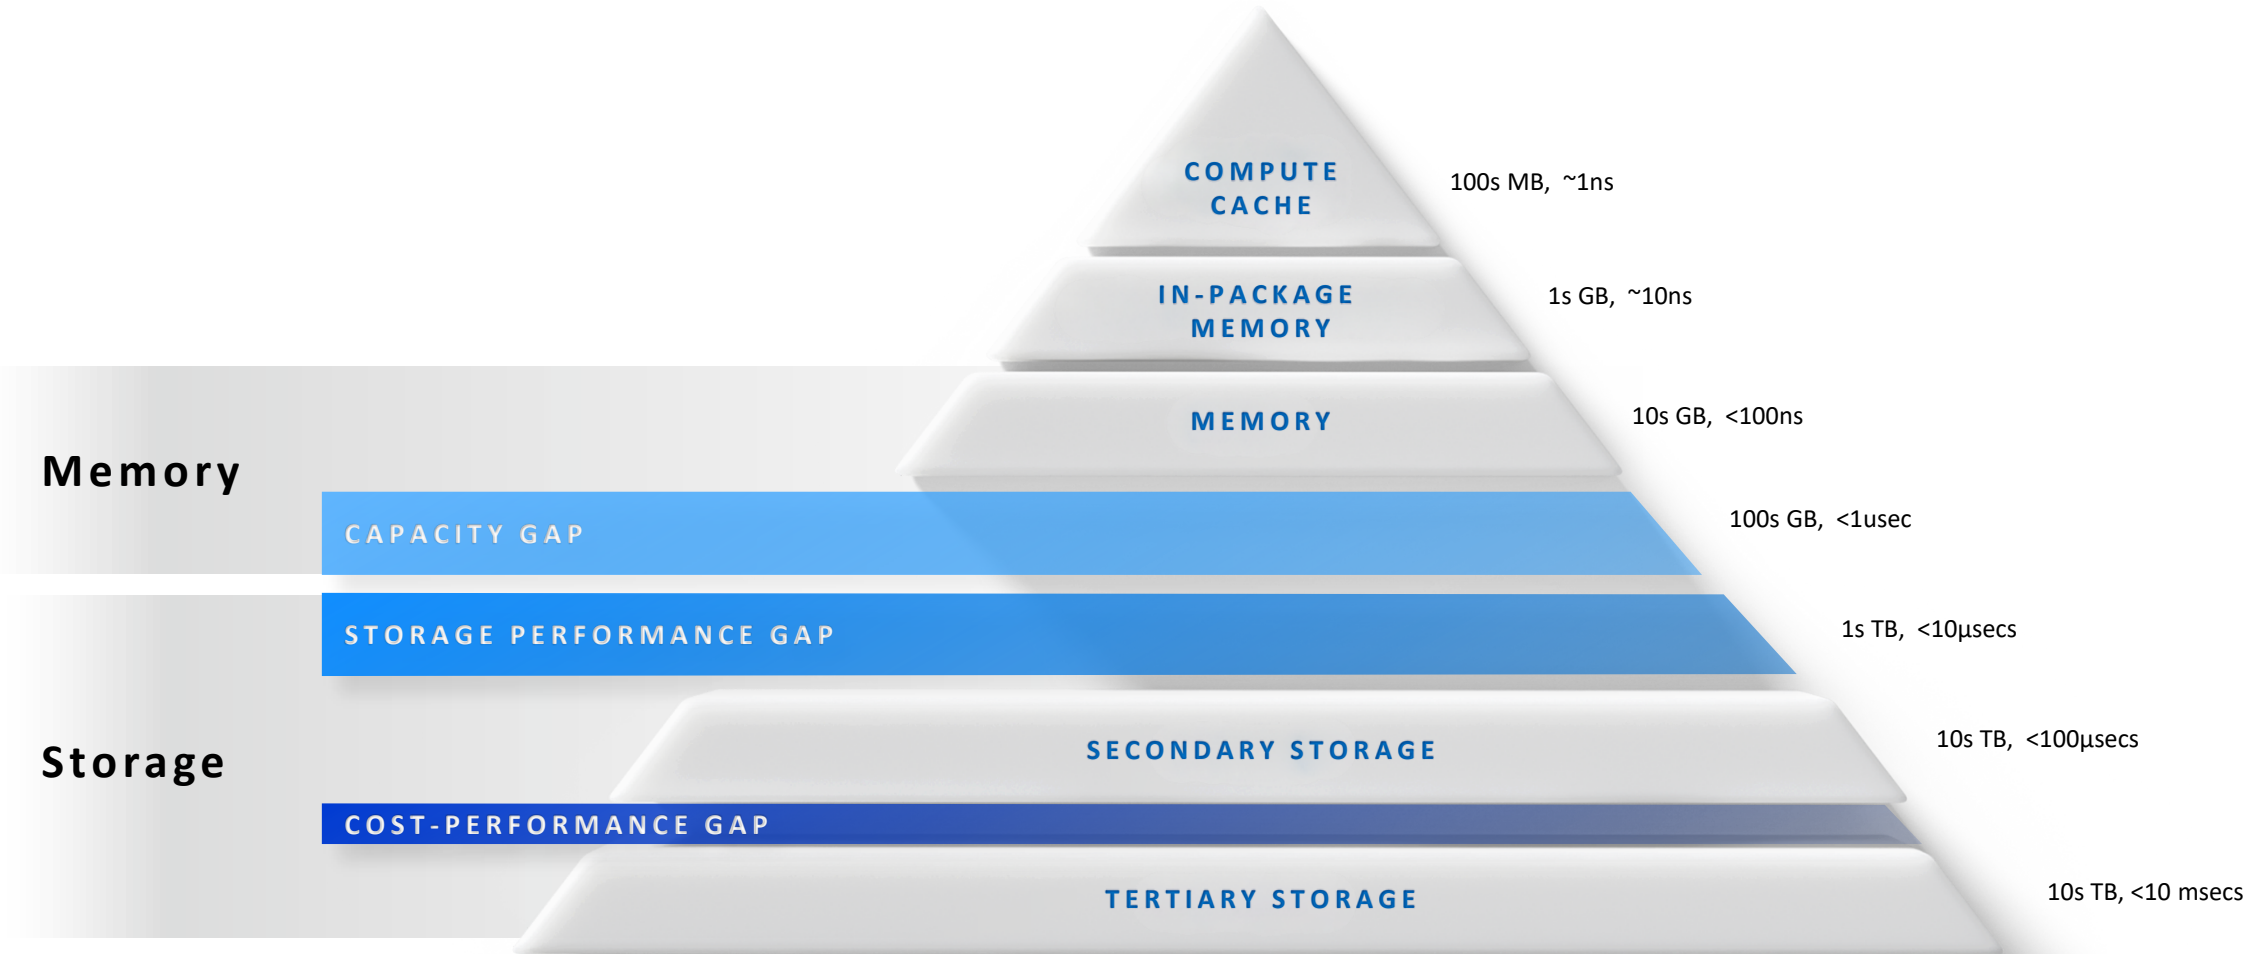 COMPUTE
CACHE
100s MB, ~1ns
IN-PACKAGE
MEMORY
1s GB, ~10ns
MEMORY
10s GB, <100ns
Memory
CAPACITY GAP
100s GB, <1usec
STORAGE PERFORMANCE GAP
1s TB, <10µsecs
SECONDARY STORAGE
10s TB, <100µsecs
Storage
COST-PERFORMANCE GAP
TERTIARY STORAGE
10s TB, <10 msecs